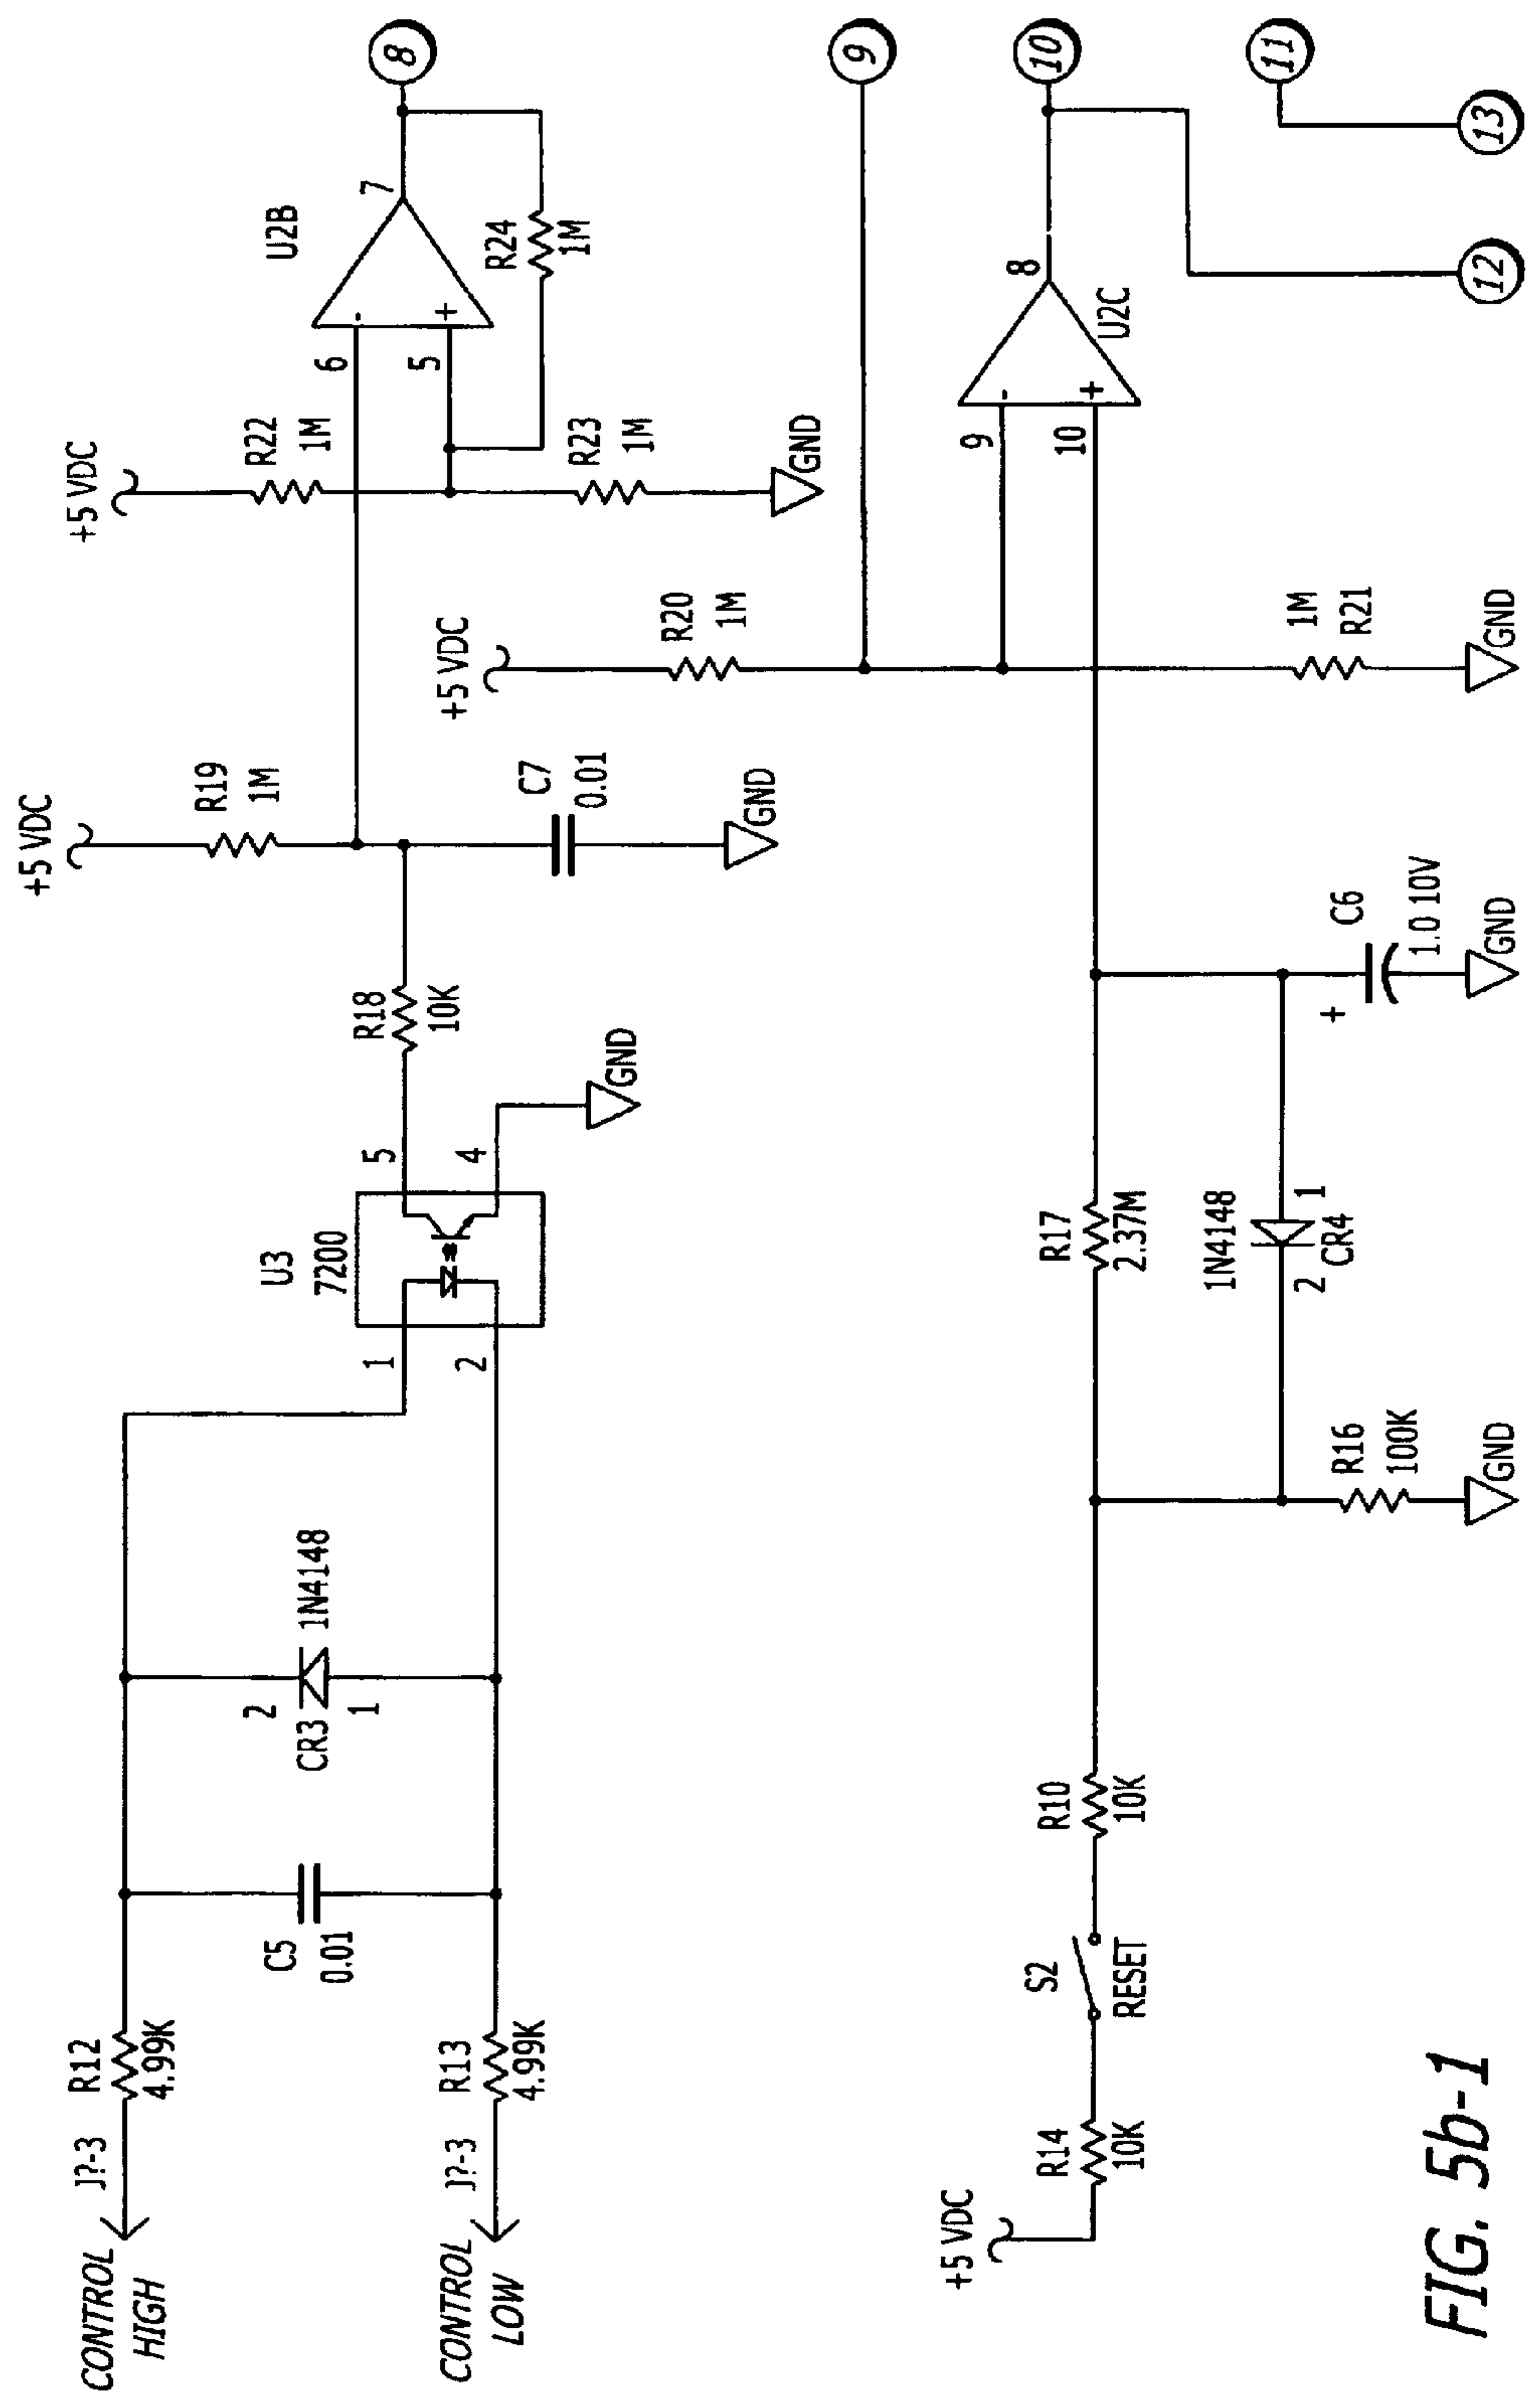 CONTROL
HIGH
J?-3
R12
4.99K
C5
0.01
2
CR3
1
1N4148
CONTROL
LOW
J?-3
R13
4.99K
U3
7200
1
2
5
4
GND
R18
10K
+5 VDC
R19
1M
C7
0.01
GND
+5 VDC
R22
1M
R23
1M
GND
6
5
-
+
U2B
7
R24
1M
8
+5 VDC
R20
1M
1M
R21
GND
9
+5 VDC
R14
10K
S2
RESET
R10
10K
R16
100K
GND
R17
2.37M
1N4148
2
1
CR4
C6
+
1.0 10V
GND
9
10
-
+
8
U2C
10
11
12
13
FIG. 5b-1